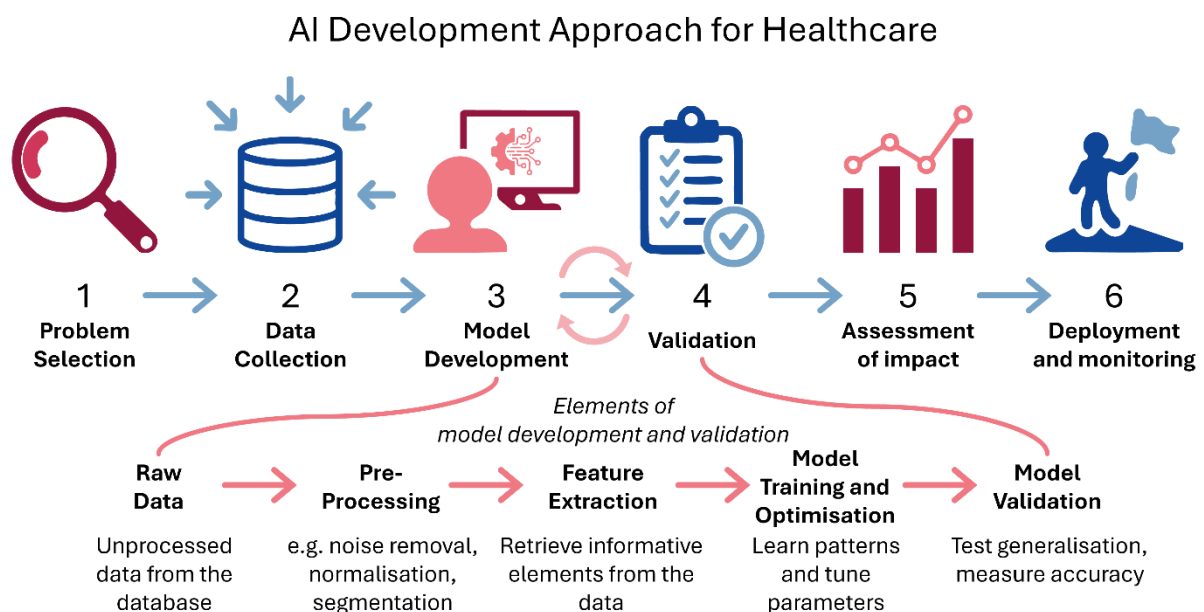 AI Development Approach for Healthcare
1
2
3
4
5
6
Problem
Selection
Data
Collection
Model
Development
Validation
Assessment
of impact
Deployment
and monitoring
Elements of
model development and validation
Raw
Data
Unprocessed
data from the
database
Pre-
Processing
e.g. noise removal,
normalisation,
segmentation
Feature
Extraction
Retrieve informative
elements from the
data
Model
Training and
Optimisation
Learn patterns
and tune
parameters
Model
Validation
Test generalisation,
measure accuracy